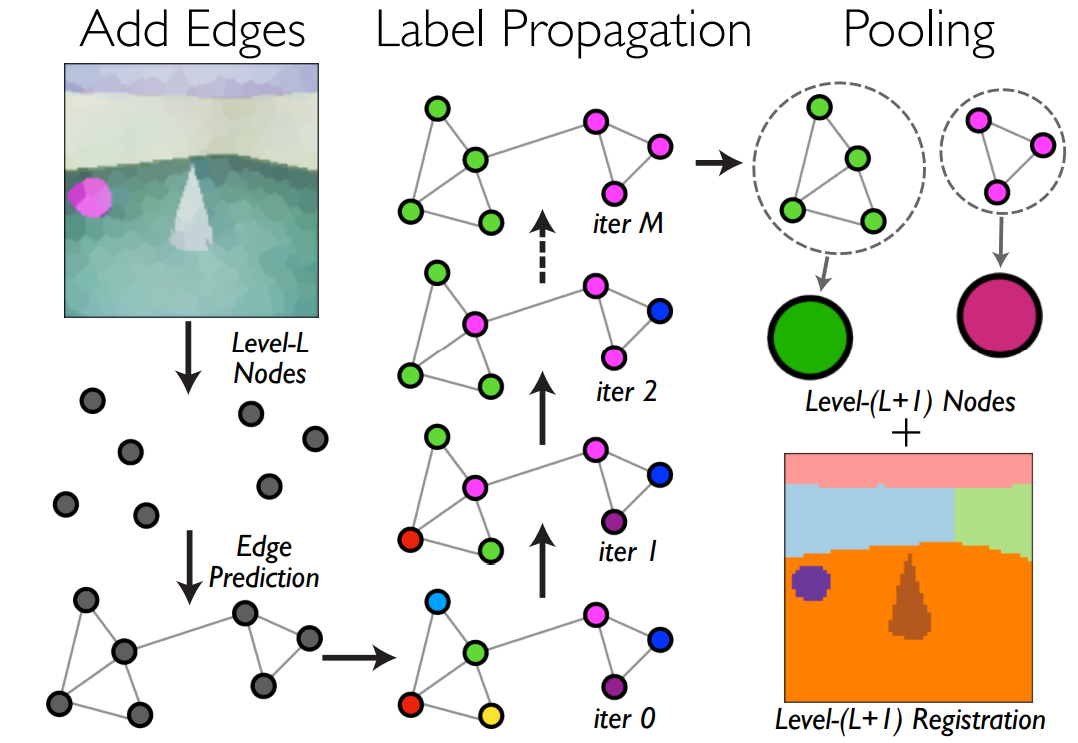 Add Edges
Label Propagation
Pooling
Level-L
Nodes
Edge
Prediction
iter M
iter 2
iter 1
iter 0
Level-(L+1) Nodes
+
Level-(L+1) Registration